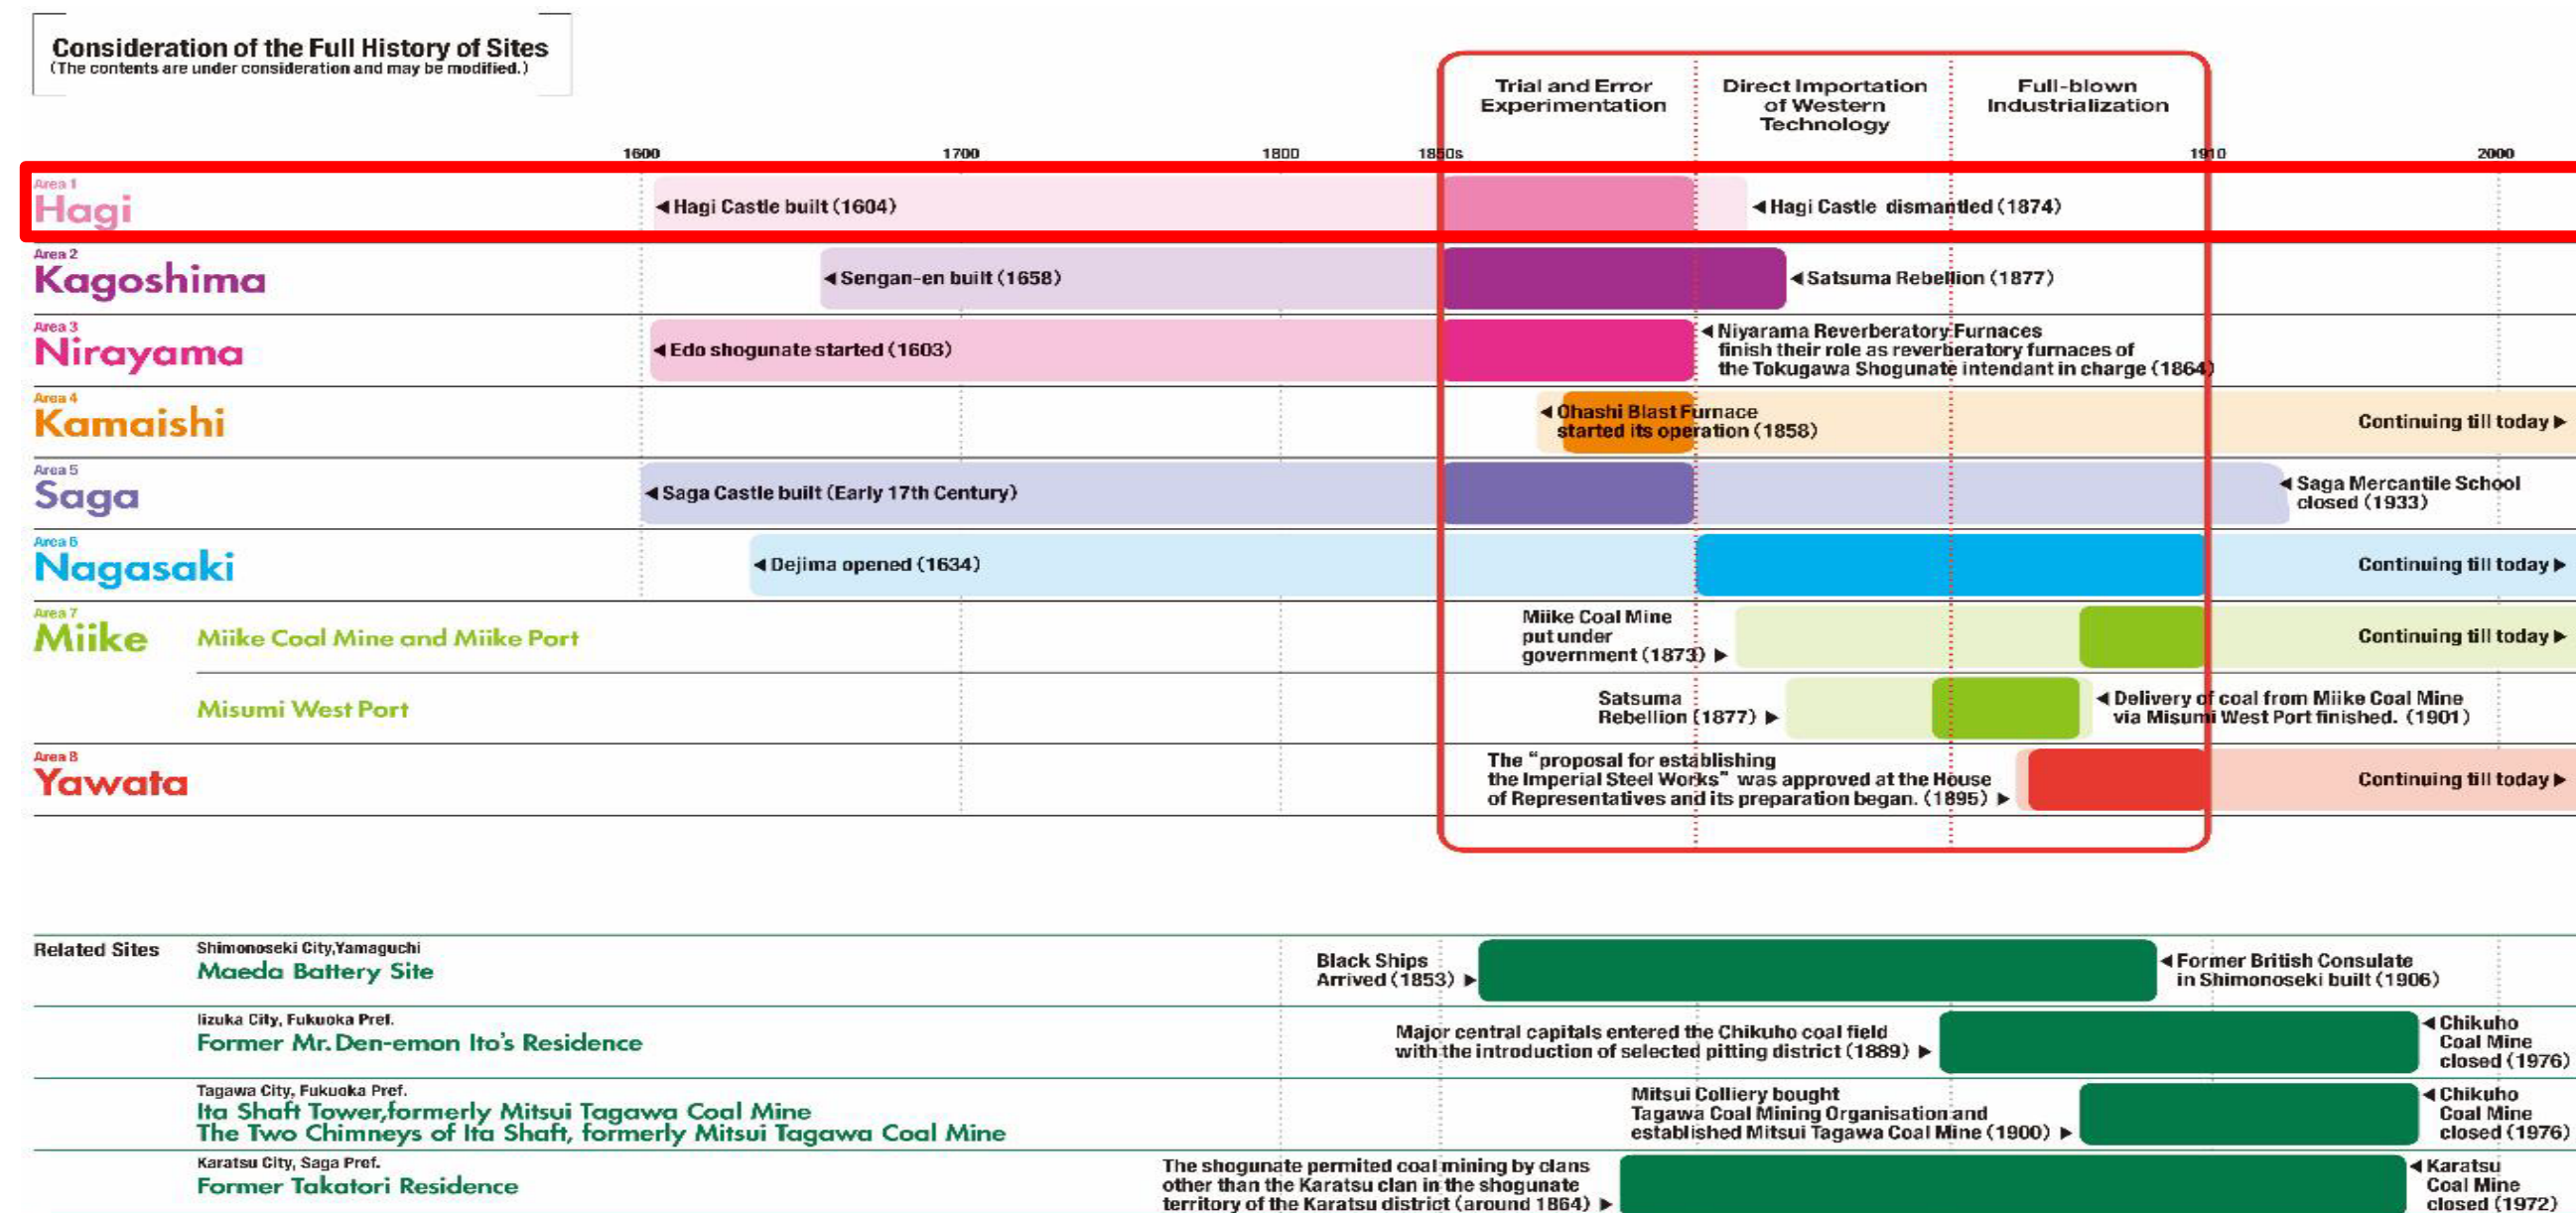 Consideration of the Full History of Sites
(The contents are under consideration and may be modified.)
Trial and Error
Experimentation
Direct Importation
of Western
Technology
Full-blown
Industrialization
1600 1700 1800 1850s 1910 2000
Area 1
Hagi
◀Hagi Castle built (1604)
◀Hagi Castle dismantled (1874)
Area 2
Kagoshima
◀Sengan-en built (1658)
◀Satsuma Rebellion (1877)
Area 3
Nirayama
◀Edo shogunate started (1603)
◀Niyarama Reverberatory Furnaces
finish their role as reverberatory furnaces of
the Tokugawa Shogunate intendant in charge (1864)
Area 4
Kamaishi
◀Ohashi Blast Furnace
started its operation (1858)
Continuing till today▶
Area 5
Saga
◀Saga Castle built (Early 17th Century)
◀Saga Mercantile School
closed (1933)
Area 6
Nagasaki
◀Dejima opened (1634)
Continuing till today▶
Area 7
Miike
Miike Coal Mine and Miike Port
Miike Coal Mine
put under
government (1873) ▶
Continuing till today▶
Misumi West Port
Satsuma
Rebellion (1877) ▶
◀Delivery of coal from Miike Coal Mine
via Misumi West Port finished. (1901)
Area 8
Yawata
The "proposal for establishing
the Imperial Steel Works" was approved at the House
of Representatives and its preparation began. (1895) ▶
Continuing till today▶
Related Sites
Shimonoseki City,Yamaguchi
Maeda Battery Site
Black Ships
Arrived (1853) ▶
◀Former British Consulate
in Shimonoseki built (1906)
Iizuka City, Fukuoka Pref.
Former Mr. Den-emon Ito's Residence
Major central capitals entered the Chikuho coal field
with the introduction of selected pitting district (1889) ▶
◀Chikuho
Coal Mine
closed (1976)
Tagawa City, Fukuoka Pref.
Ita Shaft Tower,formerly Mitsui Tagawa Coal Mine
The Two Chimneys of Ita Shaft, formerly Mitsui Tagawa Coal Mine
Mitsui Colliery bought
Tagawa Coal Mining Organisation and
established Mitsui Tagawa Coal Mine (1900) ▶
◀Chikuho
Coal Mine
closed (1976)
Karatsu City, Saga Pref.
Former Takatori Residence
The shogunate permitted coal mining by clans
other than the Karatsu clan in the shogunate
territory of the Karatsu district (around 1864) ▶
◀Karatsu
Coal Mine
closed (1972)